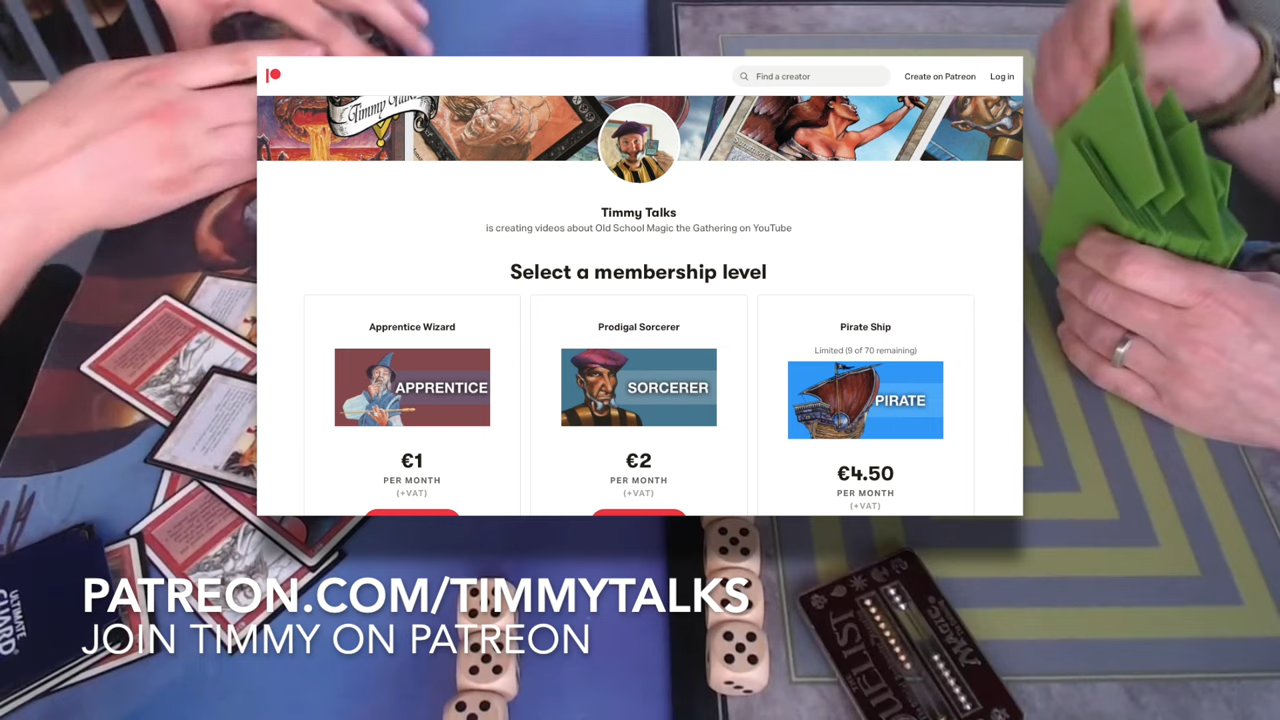 Find a creator
Create on Patreon
Log in
Timmy Talks
Timmy Talks
is creating videos about Old School Magic the Gathering on YouTube
Select a membership level
Apprentice Wizard
Prodigal Sorcerer
Pirate Ship
Limited (9 of 70 remaining)
APPRENTICE
SORCERER
PIRATE
€1
€2
€4.50
PER MONTH
PER MONTH
PER MONTH
(+VAT)
(+VAT)
(+VAT)
PATREON.COM/TIMMYTALKS
JOIN TIMMY ON PATREON
ULTIMATE
GUARD
THE
DUELIST
MAGIC